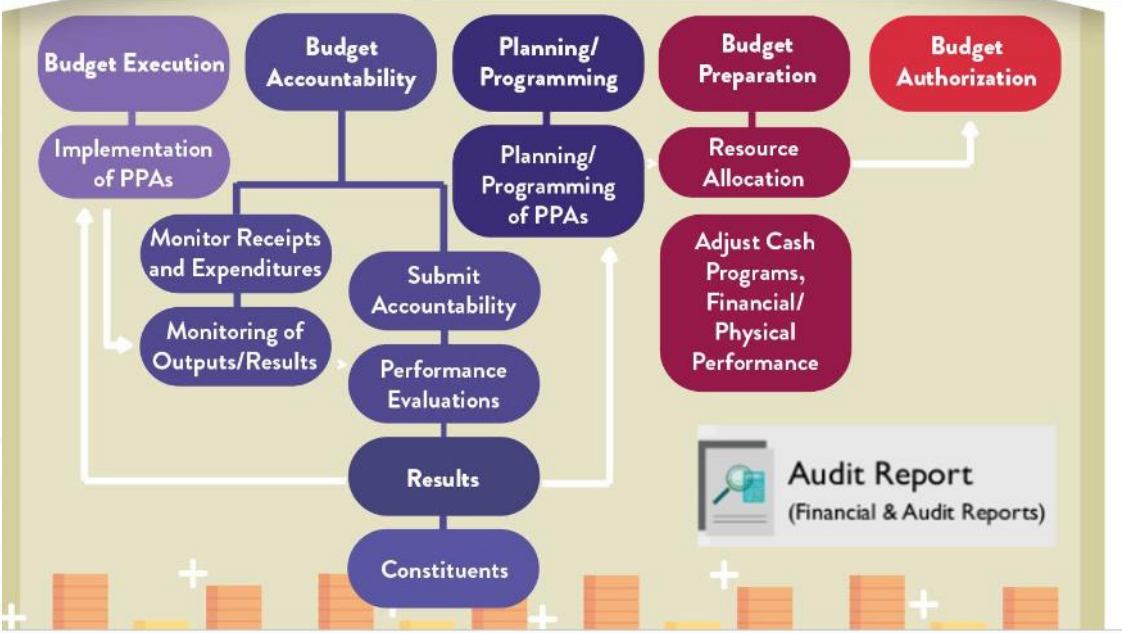 Budget Execution
Budget
Accountability
Planning/
Programming
Budget
Preparation
Budget
Authorization
Implementation
of PPAs
Planning/
Programming
of PPAs
Resource
Allocation
Monitor Receipts
and Expenditures
Submit
Accountability
Adjust Cash
Programs,
Financial/
Physical
Performance
Monitoring of
Outputs/Results
Performance
Evaluations
Results
Constituents
Audit Report
(Financial & Audit Reports)